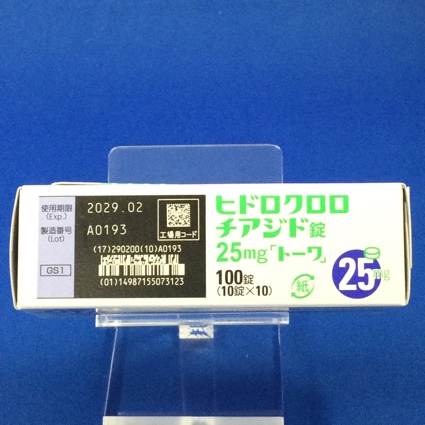 使用期限
(Exp.)
2029.02
製造番号
(Lot)
A0193
工場用コード
(17)290200(10)A0193
GS1
(01)14987155073123
ヒドロクロロ
チアジド錠
25mg「トーワ」
100錠
(10錠×10)
紙
25mg